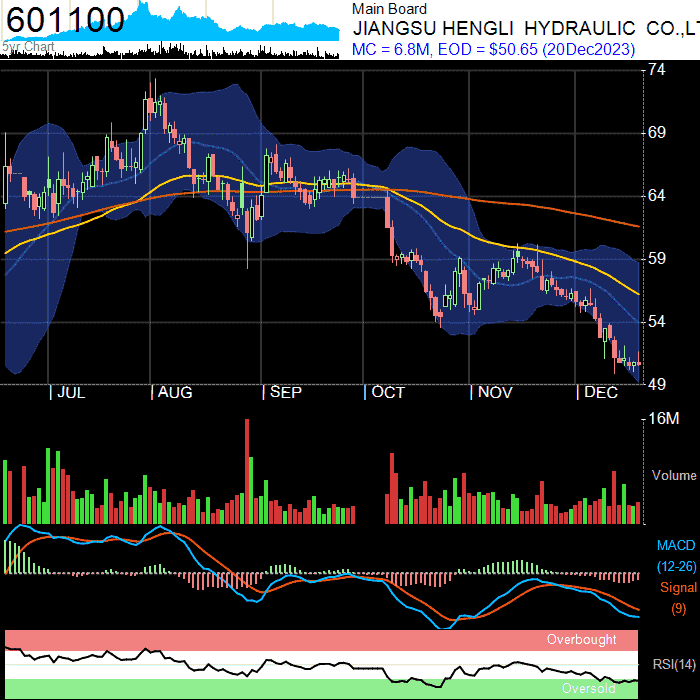 601100
5yr Chart
Main Board
JIANGSU HENGLI HYDRAULIC CO.,LT
MC = 6.8M, EOD = $50.65 (20Dec2023)
74
69
64
59
54
49
| JUL | AUG | SEP | OCT | NOV | DEC
16M
Volume
MACD
(12-26)
Signal
(9)
Overbought
RSI(14)
Oversold